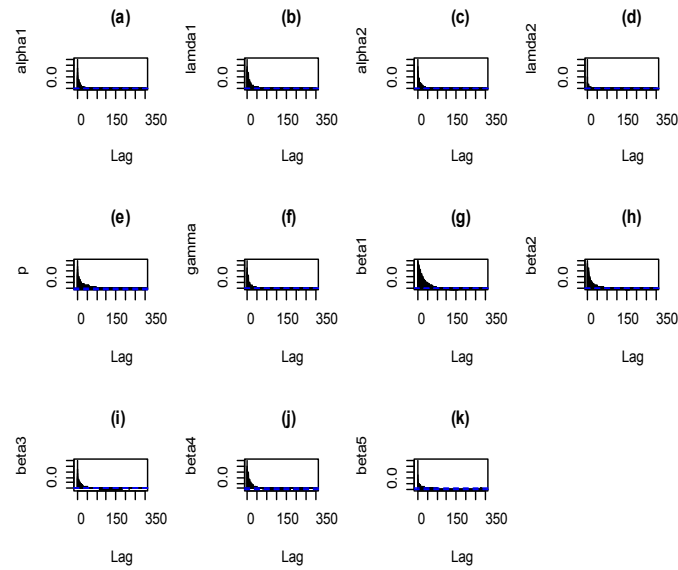 (a) (b) (c) (d)
alpha1 lamda1 alpha2 lamda2
0.0 0.0 0.0 0.0
0 150 350 0 150 350 0 150 350 0 150 350
Lag Lag Lag Lag
(e) (f) (g) (h)
p gamma beta1 beta2
0.0 0.0 0.0 0.0
0 150 350 0 150 350 0 150 350 0 150 350
Lag Lag Lag Lag
(i) (j) (k)
beta3 beta4 beta5
0.0 0.0 0.0
0 150 350 0 150 350 0 150 350
Lag Lag Lag